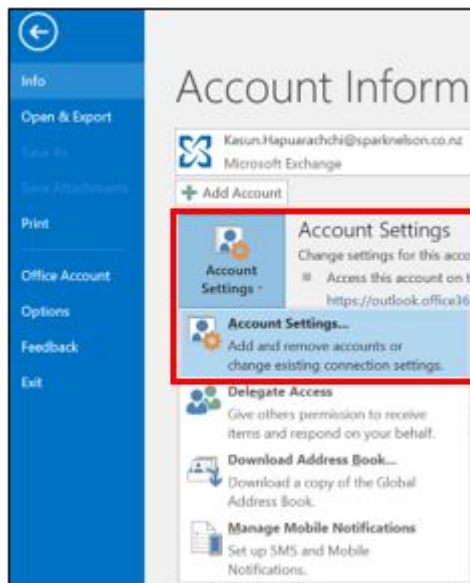 Info
Open & Export
Save As
Save Attachments
Print
Office Account
Options
Feedback
Exit
Account Inform
Kasun.Hapuarachchi@sparknelson.co.nz
Microsoft Exchange
Add Account
Account
Settings
Account Settings
Change settings for this acco
Access this account on t
https://outlook.office36
Account Settings...
Add and remove accounts or
change existing connection settings.
Delegate Access
Give others permission to receive
items and respond on your behalf.
Download Address Book...
Download a copy of the Global
Address Book.
Manage Mobile Notifications
Set up SMS and Mobile
Notifications.